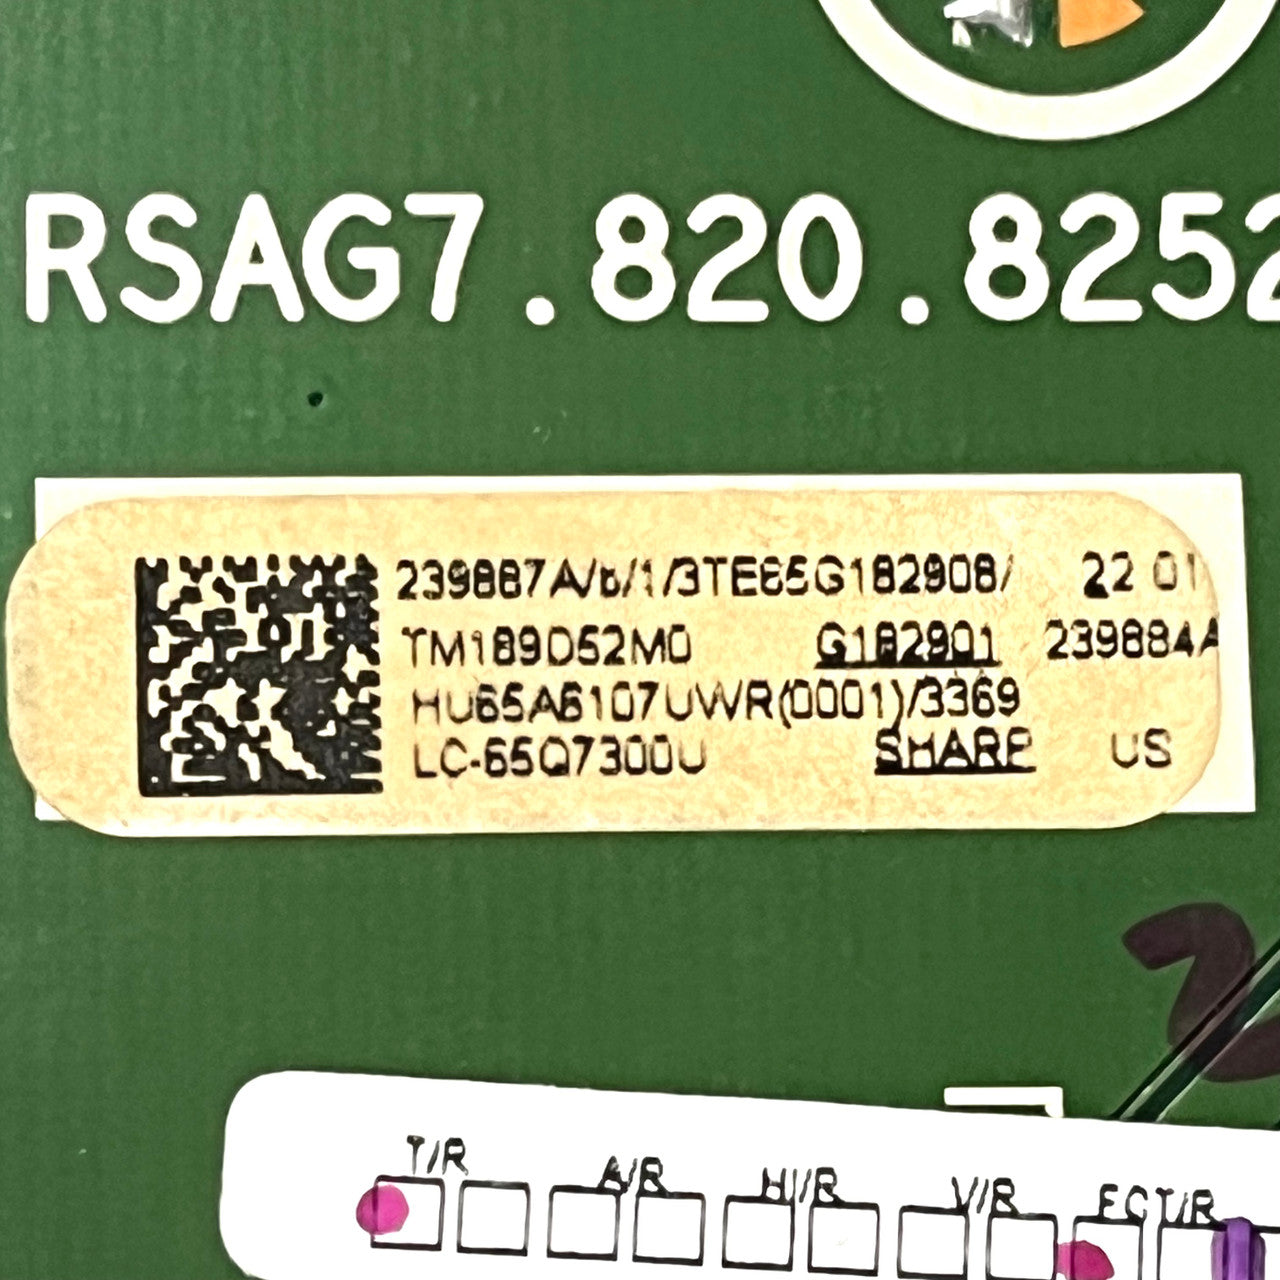 RSAG7.820.8252
239887A/b/1/3TE65G182908/ 22 01
TM189D52M0 G182901 239884A
HU65A6107UWR(0001)/3369
LC-65Q7300U SHARP US
T/R A/R H/R V/R FCT/R